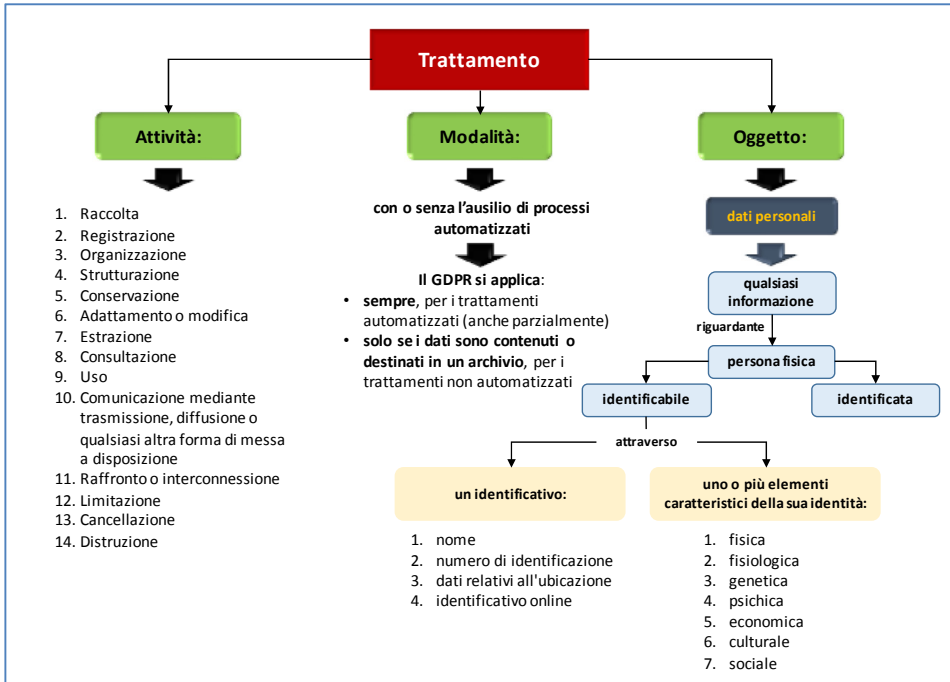 Trattamento
Attività:
1. Raccolta
2. Registrazione
3. Organizzazione
4. Strutturazione
5. Conservazione
6. Adattamento o modifica
7. Estrazione
8. Consultazione
9. Uso
10. Comunicazione mediante
trasmissione, diffusione o
qualsiasi altra forma di messa
a disposizione
11. Raffronto o interconnessione
12. Limitazione
13. Cancellazione
14. Distruzione
Modalità:
con o senza l'ausilio di processi
automatizzati
Il GDPR si applica:
• sempre, per i trattamenti
automatizzati (anche parzialmente)
• solo se i dati sono contenuti o
destinati in un archivio, per i
trattamenti non automatizzati
Oggetto:
dati personali
qualsiasi
informazione
riguardante
persona fisica
identificabile
identificata
attraverso
un identificativo:
1. nome
2. numero di identificazione
3. dati relativi all'ubicazione
4. identificativo online
uno o più elementi
caratteristici della sua identità:
1. fisica
2. fisiologica
3. genetica
4. psichica
5. economica
6. culturale
7. sociale